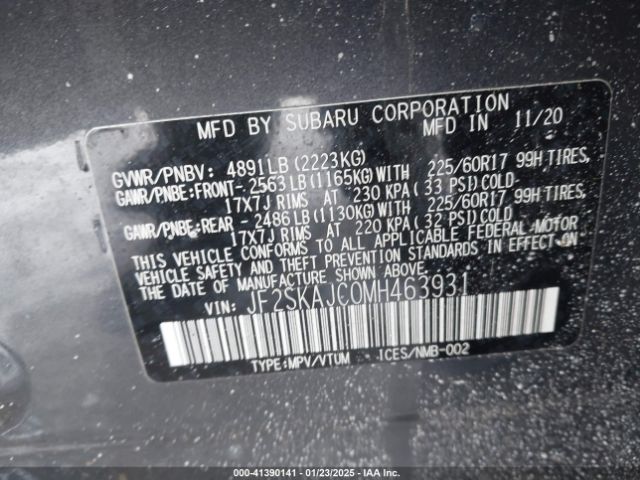 MFD BY SUBARU CORPORATION
MFD IN 11/20
GVWR/PNBV: 4891LB(2223KG)
GAWR/PNBE:FRONT- 2563LB(1165KG)WITH 225/60R17 99H TIRES,
17X7J RIMS AT 230 KPA(33 PSI)COLD
GAWR/PNBE:REAR - 2486LB(1130KG)WITH 225/60R17 99H TIRES,
17X7J RIMS AT 220 KPA(32 PSI)COLD
THIS VEHICLE CONFORMS TO ALL APPLICABLE FEDERAL MOTOR
VEHICLE SAFETY AND THEFT PREVENTION STANDARDS IN EFFECT ON
THE DATE OF MANUFACTURE SHOWN ABOVE.
VIN: JF2SKAJC0MH463931
TYPE:MPV/VTUM ICES/NMB-002
000-41390141 - 01/23/2025 - IAA Inc.